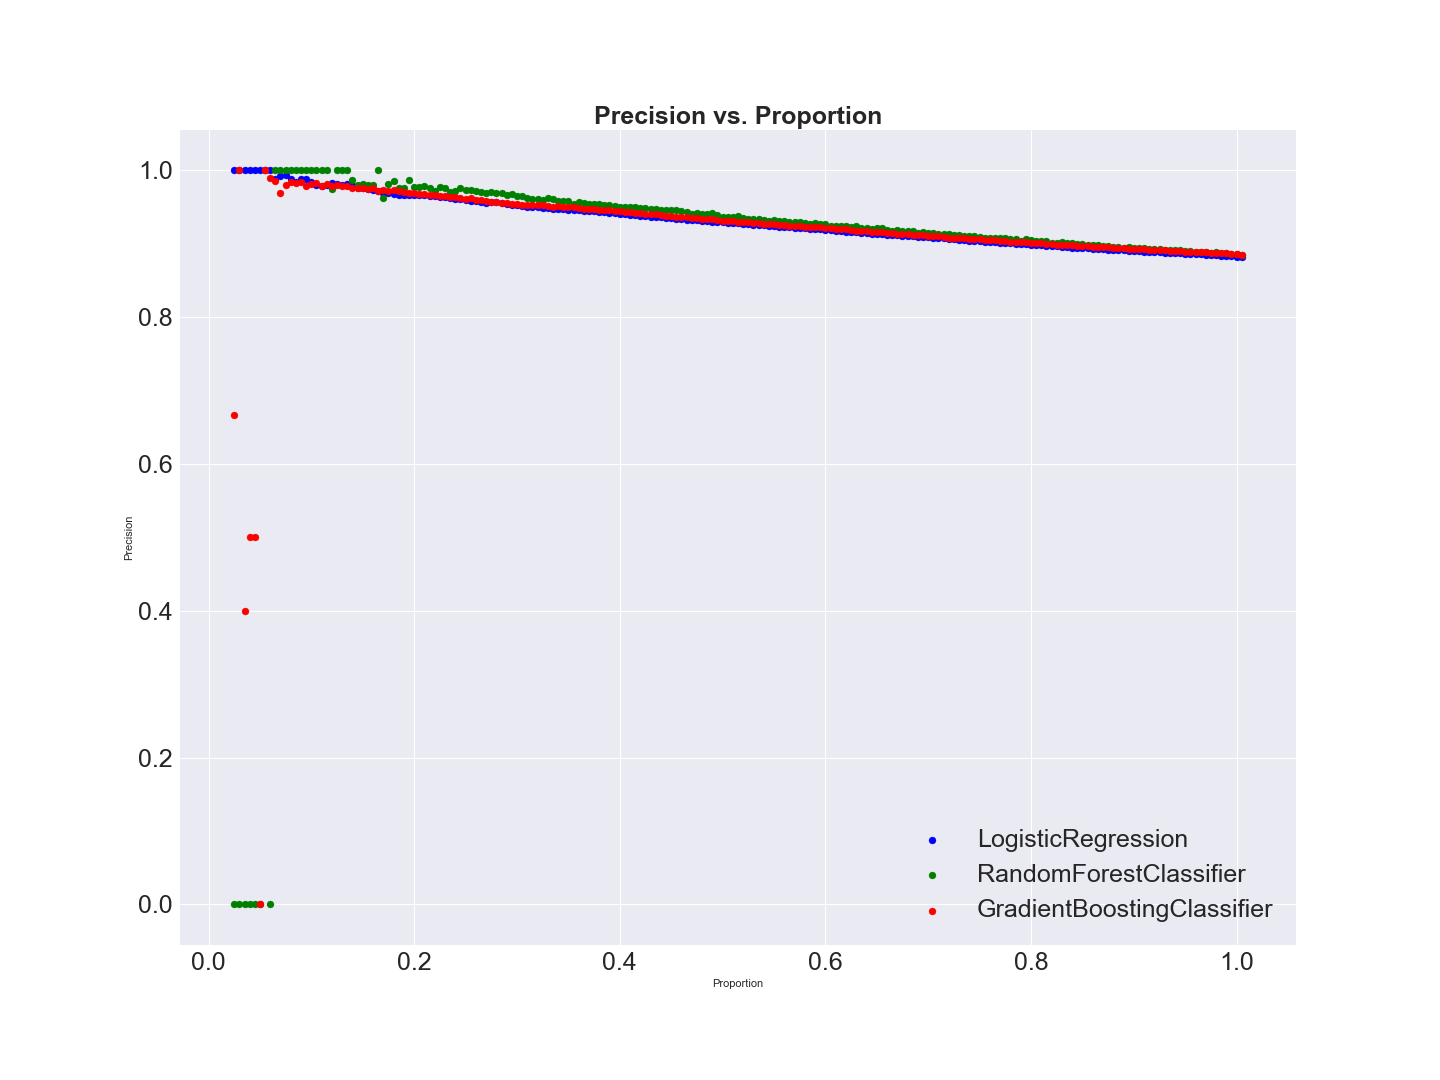 Precision vs. Proportion
1.0
0.8
0.6
Precision
0.4
0.2
0.0
LogisticRegression
RandomForestClassifier
GradientBoostingClassifier
0.0 0.2 0.4 0.6 0.8 1.0
Proportion